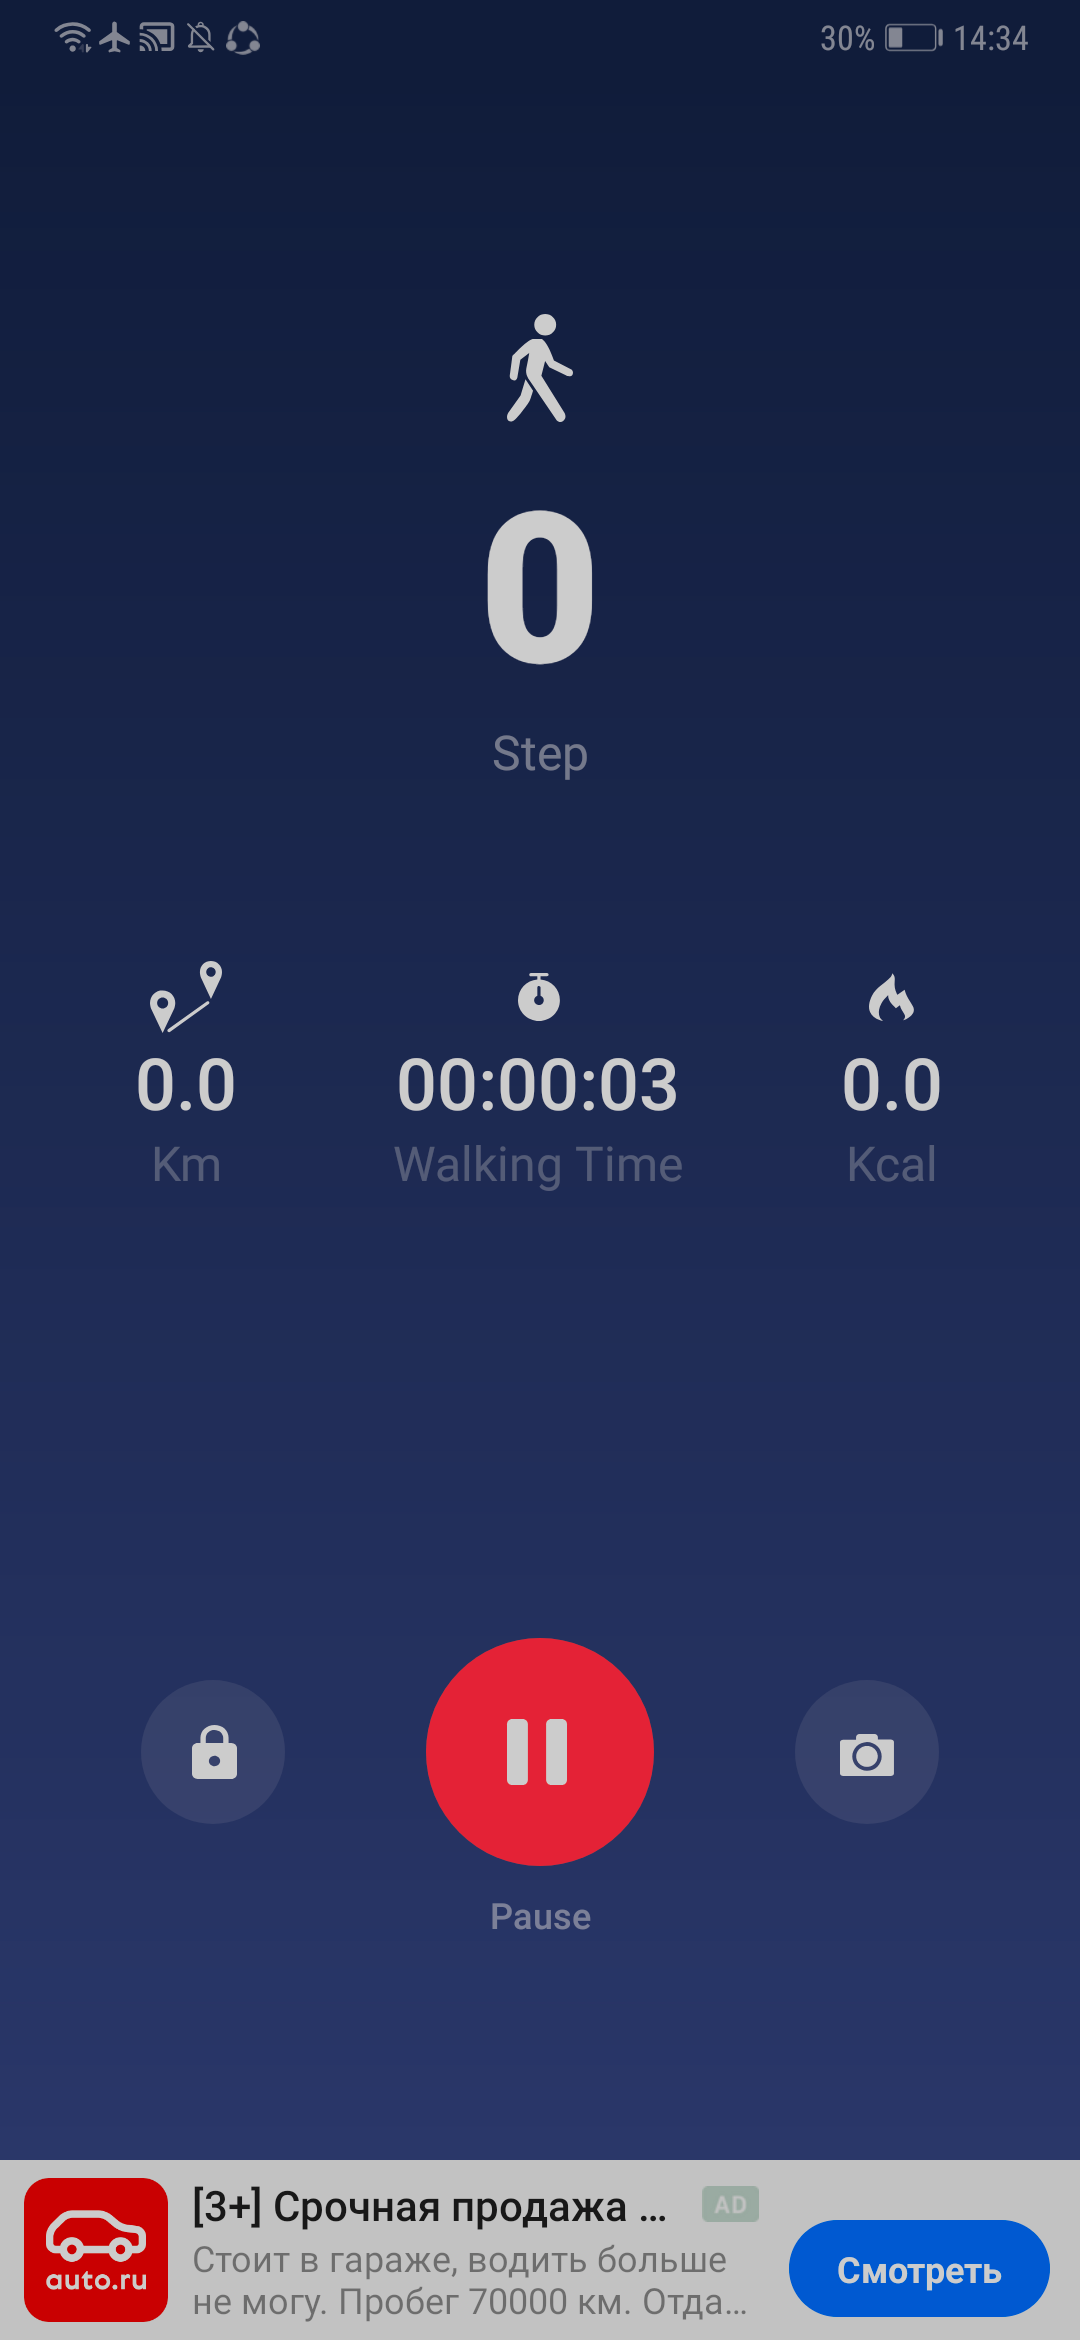 30% 14:34
0
Step
0.0 00:00:03 0.0
Km Walking Time Kcal
Pause
[3+] Срочная продажа ... AD
Стоит в гараже, водить больше
не могу. Пробег 70000 км. Отда...
Смотреть
auto.ru